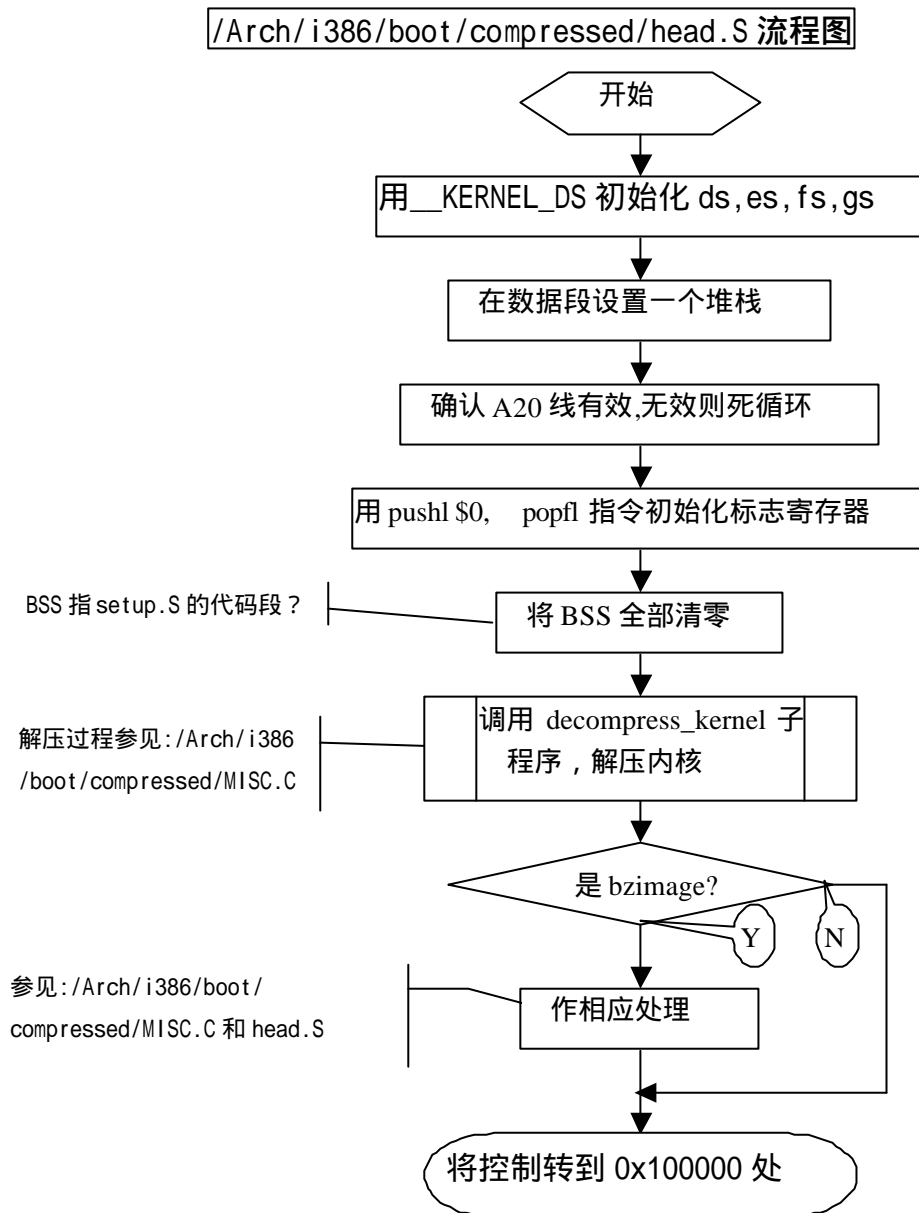 /Arch/i386/boot/compressed/head.S 流程图
开始
用__KERNEL_DS 初始化 ds,es,fs,gs
在数据段设置一个堆栈
确认 A20 线有效,无效则死循环
用 pushl $0, popfl 指令初始化标志寄存器
BSS 指 setup.S 的代码段？
将 BSS 全部清零
解压过程参见:/Arch/i386
/boot/compressed/MISC.C
调用 decompress_kernel 子
程序，解压内核
是 bzimage?
Y
N
参见:/Arch/i386/boot/
compressed/MISC.C 和 head.S
作相应处理
将控制转到 0x100000 处